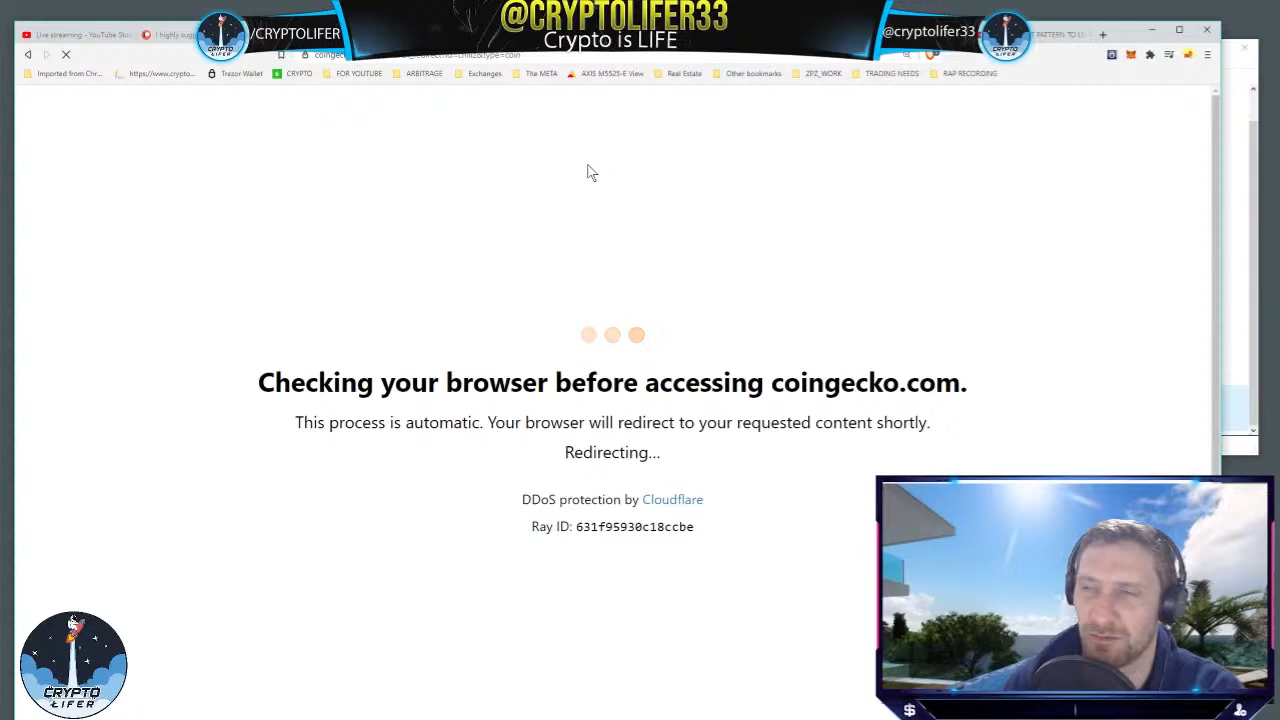 @CRYPTOLIFER33
Crypto is LIFE
/CRYPTOLIFER
@cryptolifer33
Live streaming - YouTube Stu
I highly sugg
PATTERN TO LE
Imported from Chr...
https://www.crypto...
Trezor Wallet
CRYPTO
FOR YOUTUBE
ARBITRAGE
Exchanges
The META
AXIS M5525-E View
Real Estate
Other bookmarks
ZPZ_WORK
TRADING NEEDS
RAP RECORDING
Checking your browser before accessing coingecko.com.
This process is automatic. Your browser will redirect to your requested content shortly.
Redirecting...
DDoS protection by Cloudflare
Ray ID: 631f95930c18ccbe
CRYPTO
LIFER